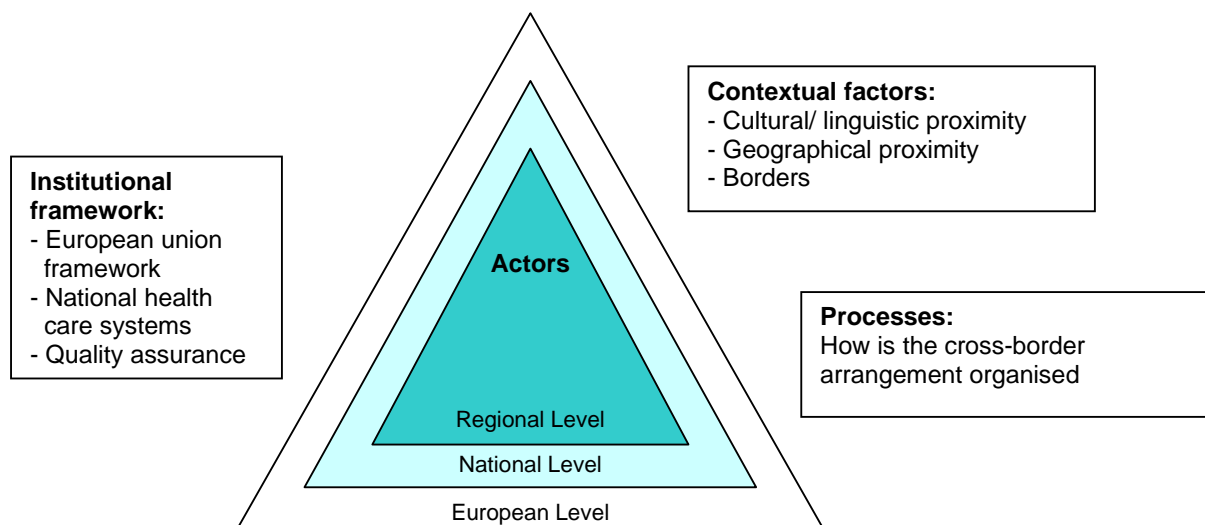 Contextual factors:
- Cultural/ linguistic proximity
- Geographical proximity
- Borders
Institutional
framework:
- European union
framework
- National health
care systems
- Quality assurance
Actors
Processes:
How is the cross-border
arrangement organised
Regional Level
National Level
European Level